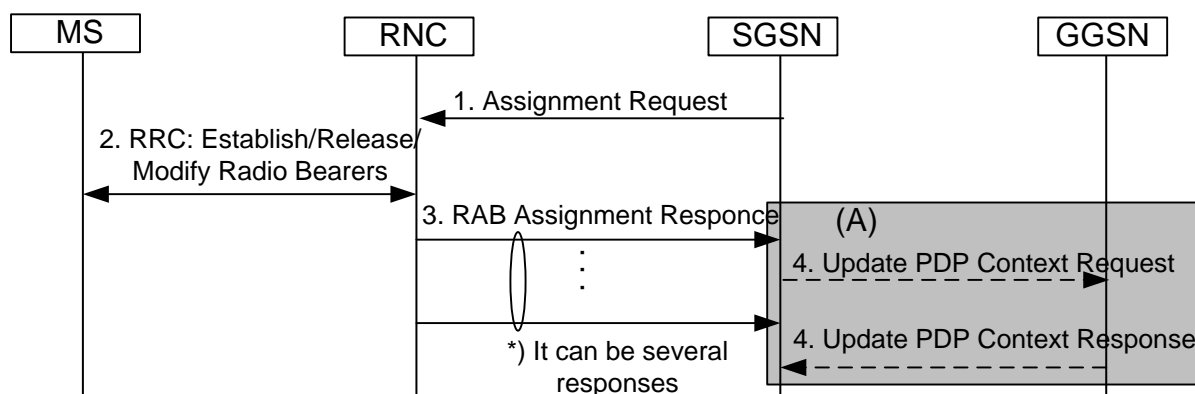 MS
RNC
SGSN
GGSN
1. Assignment Request
2. RRC: Establish/Release/
Modify Radio Bearers
3. RAB Assignment Responce
(A)
4. Update PDP Context Request
4. Update PDP Context Response
*) It can be several
responses